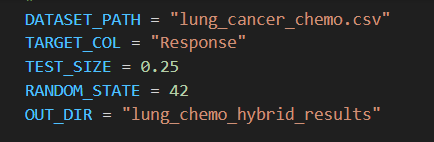 DATASET_PATH = "lung_cancer_chemo.csv"
TARGET_COL = "Response"
TEST_SIZE = 0.25
RANDOM_STATE = 42
OUT_DIR = "lung_chemo_hybrid_results"